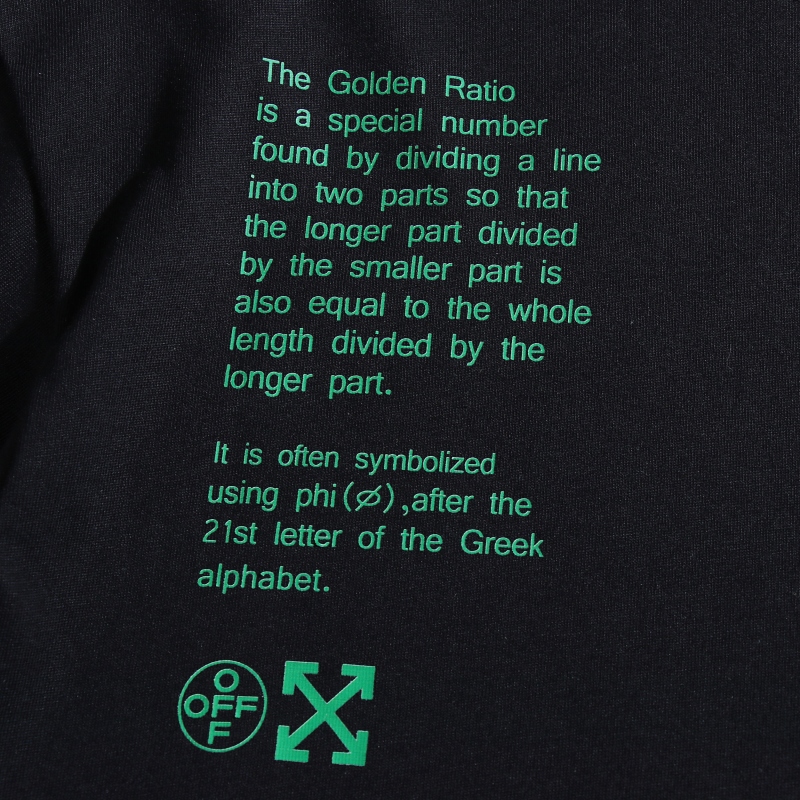 The Golden Ratio
is a special number
found by dividing a line
into two parts so that
the longer part divided
by the smaller part is
also equal to the whole
length divided by the
longer part.
It is often symbolized
using phi(∅),after the
21st letter of the Greek
alphabet.
O
OFF
F